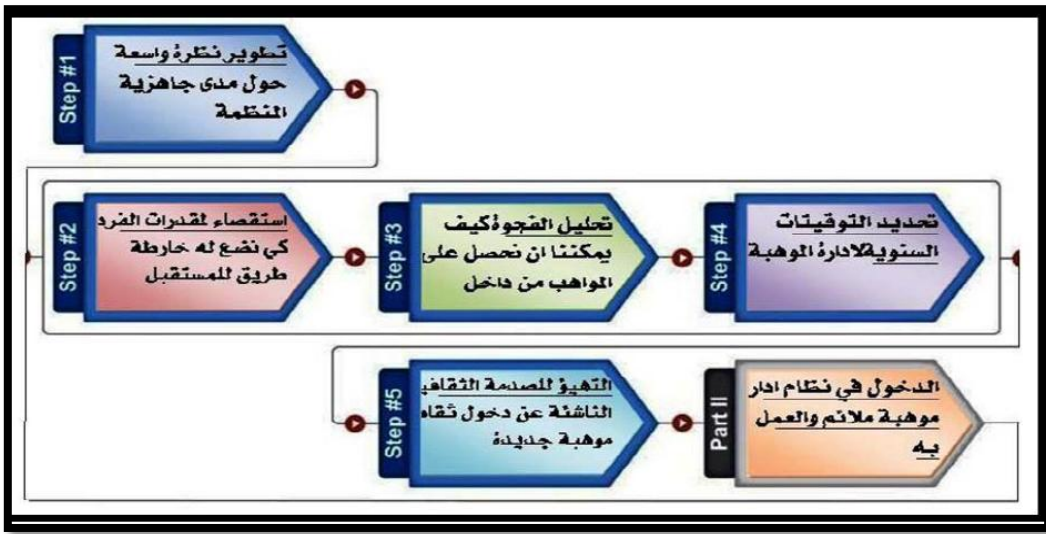 Step #1
تطوير نظرة واسعة
حول مدى جاهزية
المنظمة
Step #2
استقصاء لقدرات الفرد
كي نضع له خارطة
طريق للمستقبل
Step #3
تحليل الفجوة كيف
يمكننا ان نحصل على
المواهب من داخل
Step #4
تحديد التوقيتات
السنوية لادارة الموهبة
Step #5
التهيؤ للصدمة الثقافي
الناشئة عن دخول ثقاف
موهبة جديدة
Part II
الدخول في نظام ادار
موهبة ملائم والعمل
به